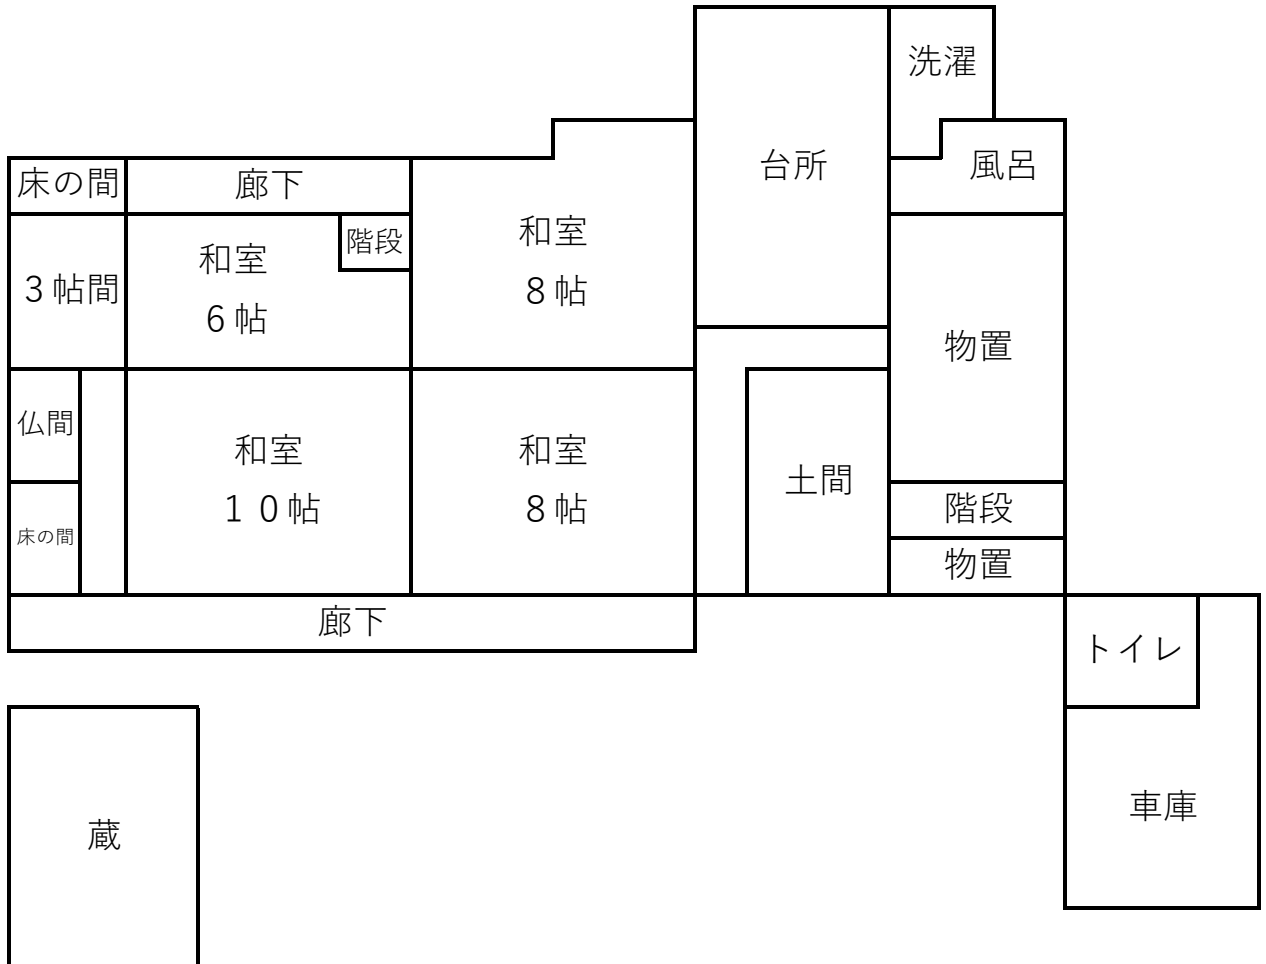 洗濯
台所
風呂
床の間
廊下
階段
和室
８帖
和室
６帖
３帖間
物置
仏間
和室
１０帖
和室
８帖
土間
階段
床の間
物置
廊下
トイレ
車庫
蔵